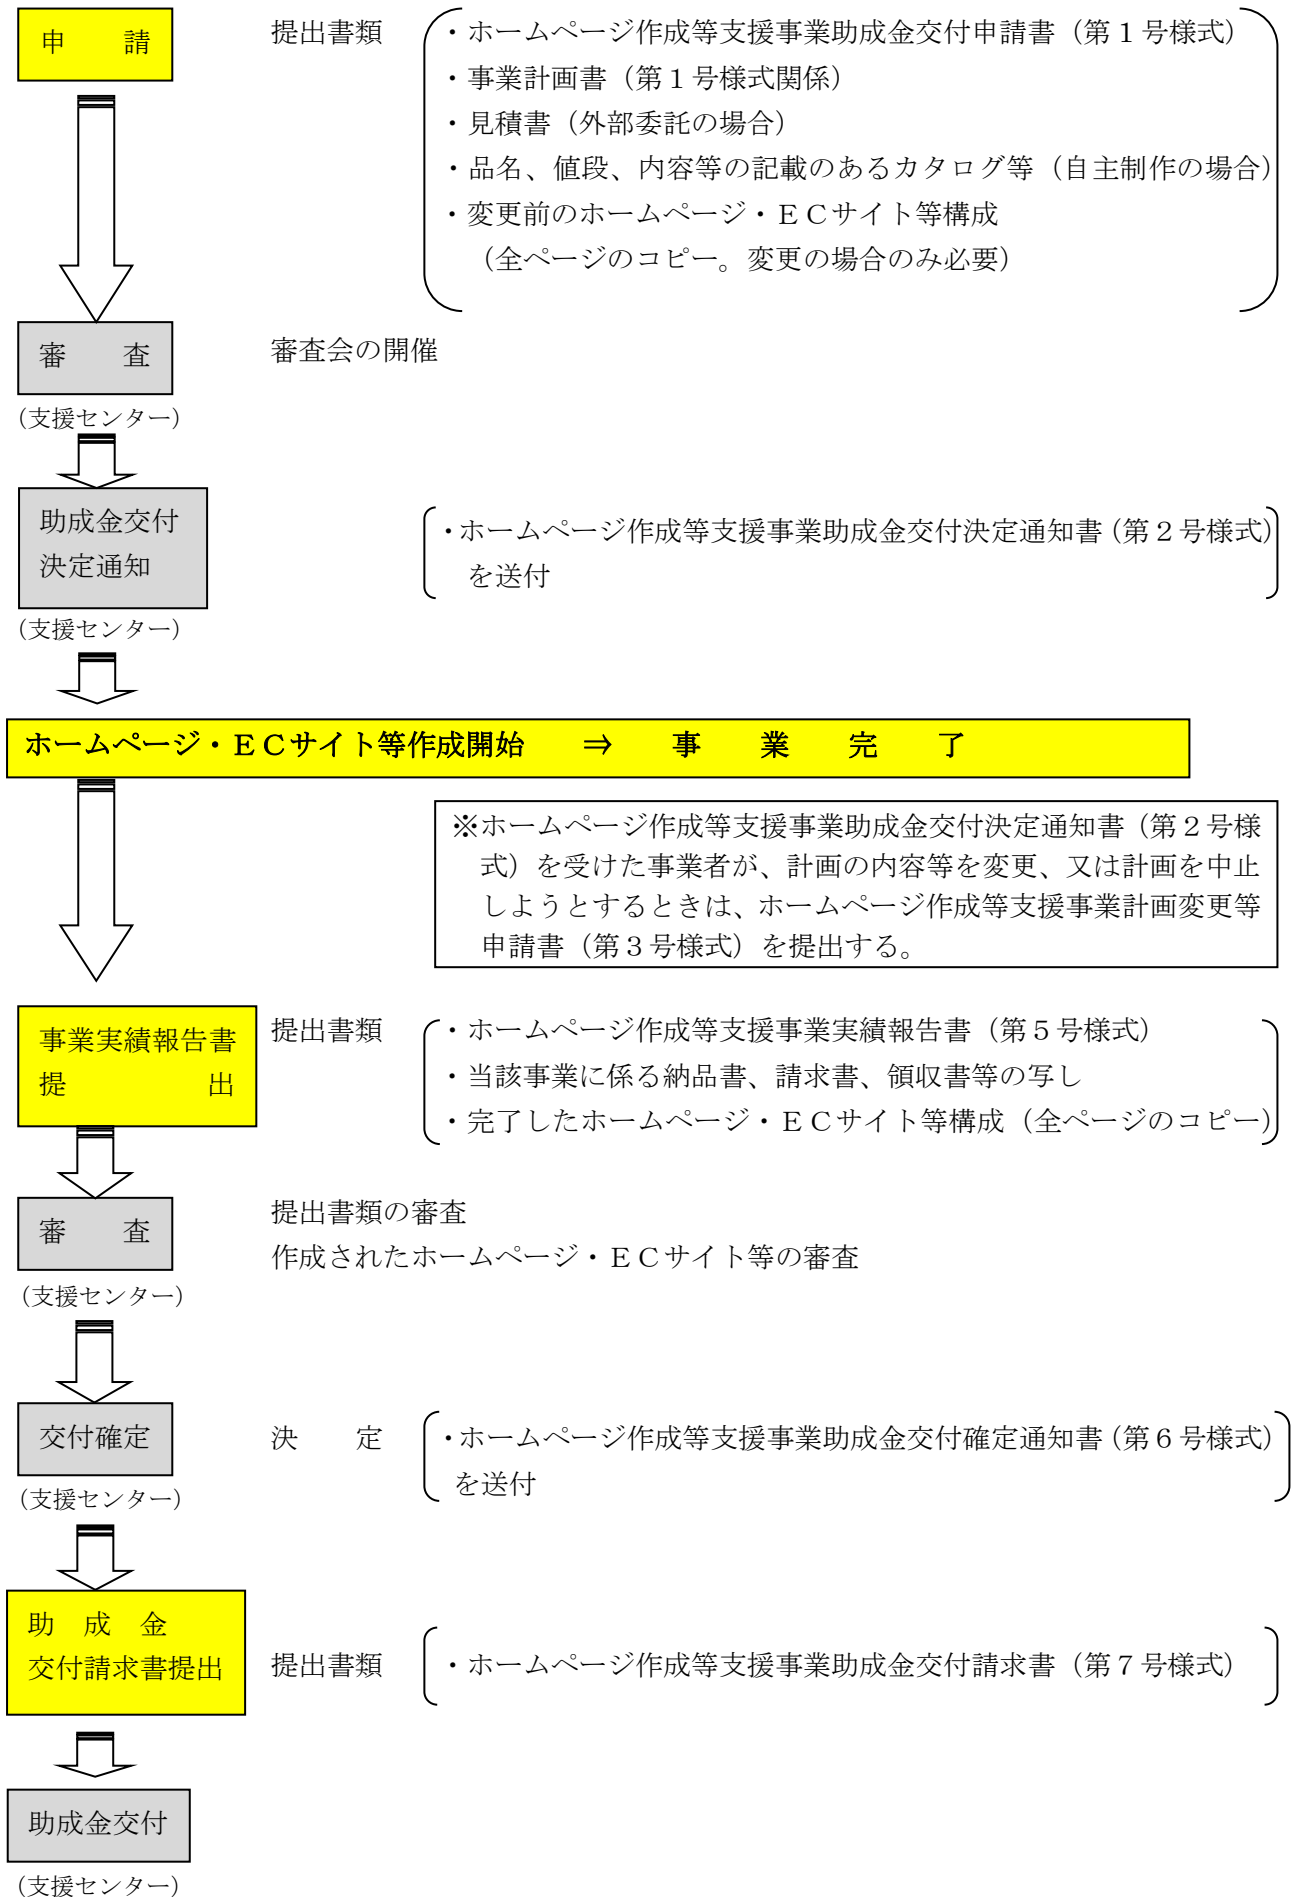 申　　請
提出書類
・ホームページ作成等支援事業助成金交付申請書（第１号様式）
・事業計画書（第１号様式関係）
・見積書（外部委託の場合）
・品名、値段、内容等の記載のあるカタログ等（自主制作の場合）
・変更前のホームページ・ＥＣサイト等構成
（全ページのコピー。変更の場合のみ必要）
審　　査
審査会の開催
（支援センター）
助成金交付
決定通知
・ホームページ作成等支援事業助成金交付決定通知書（第２号様式）
を送付
（支援センター）
ホームページ・ＥＣサイト等作成開始　　⇒　　事　業　完　了
※ホームページ作成等支援事業助成金交付決定通知書（第２号様
式）を受けた事業者が、計画の内容等を変更、又は計画を中止
しようとするときは、ホームページ作成等支援事業計画変更等
申請書（第３号様式）を提出する。
事業実績報告書
提　　　　　出
提出書類
・ホームページ作成等支援事業実績報告書（第５号様式）
・当該事業に係る納品書、請求書、領収書等の写し
・完了したホームページ・ＥＣサイト等構成（全ページのコピー）
審　　査
提出書類の審査
作成されたホームページ・ＥＣサイト等の審査
（支援センター）
交付確定
決　　定
・ホームページ作成等支援事業助成金交付確定通知書（第６号様式）
を送付
（支援センター）
助　成　金
交付請求書提出
提出書類
・ホームページ作成等支援事業助成金交付請求書（第７号様式）
助成金交付
（支援センター）